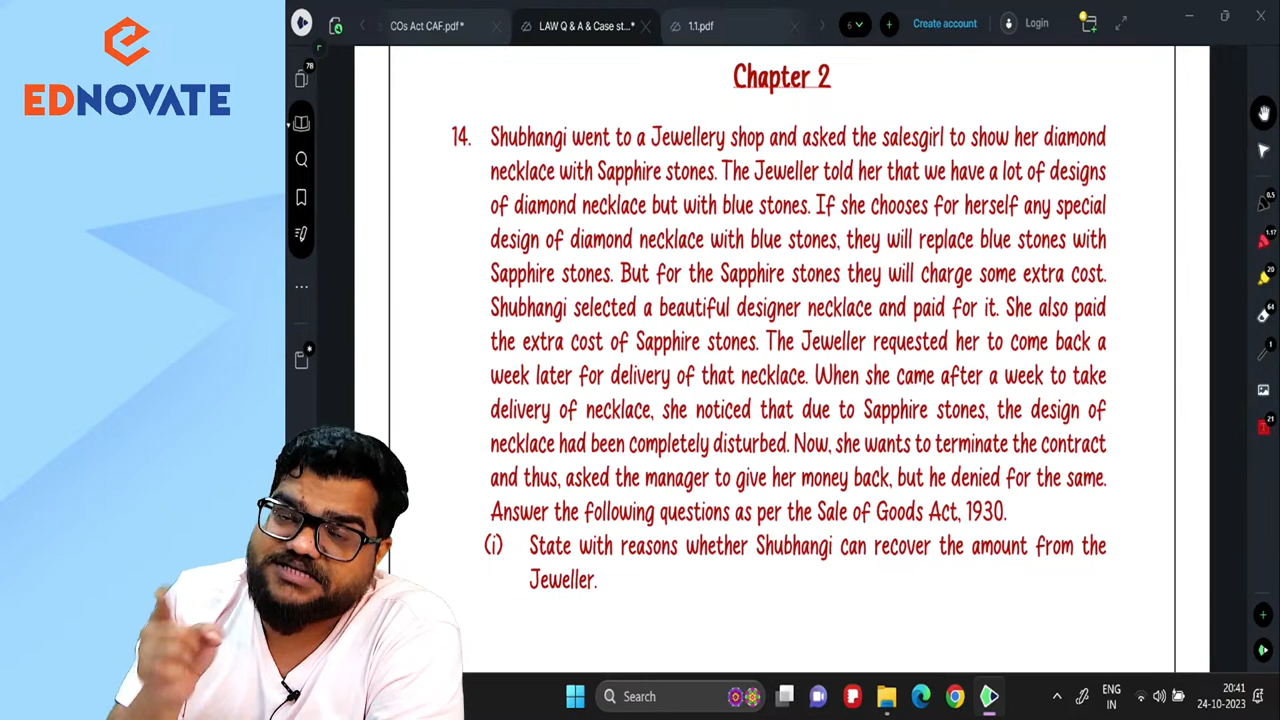 EDNOVATE
COs Act CAF.pdf*
LAW Q & A & Case st...*
1.1.pdf
6
Create account
Login
78
Chapter 2
14. Shubhangi went to a Jewellery shop and asked the salesgirl to show her diamond
necklace with Sapphire stones. The Jeweller told her that we have a lot of designs
of diamond necklace but with blue stones. If she chooses for herself any special
design of diamond necklace with blue stones, they will replace blue stones with
Sapphire stones. But for the Sapphire stones they will charge some extra cost.
Shubhangi selected a beautiful designer necklace and paid for it. She also paid
the extra cost of Sapphire stones. The Jeweller requested her to come back a
week later for delivery of that necklace. When she came after a week to take
delivery of necklace, she noticed that due to Sapphire stones, the design of
necklace had been completely disturbed. Now, she wants to terminate the contract
and thus, asked the manager to give her money back, but he denied for the same.
Answer the following questions as per the Sale of Goods Act, 1930.
(i) State with reasons whether Shubhangi can recover the amount from the
Jeweller.
0.5
1.17
20
64
1
21
Search
ENG
IN
20:41
24-10-2023